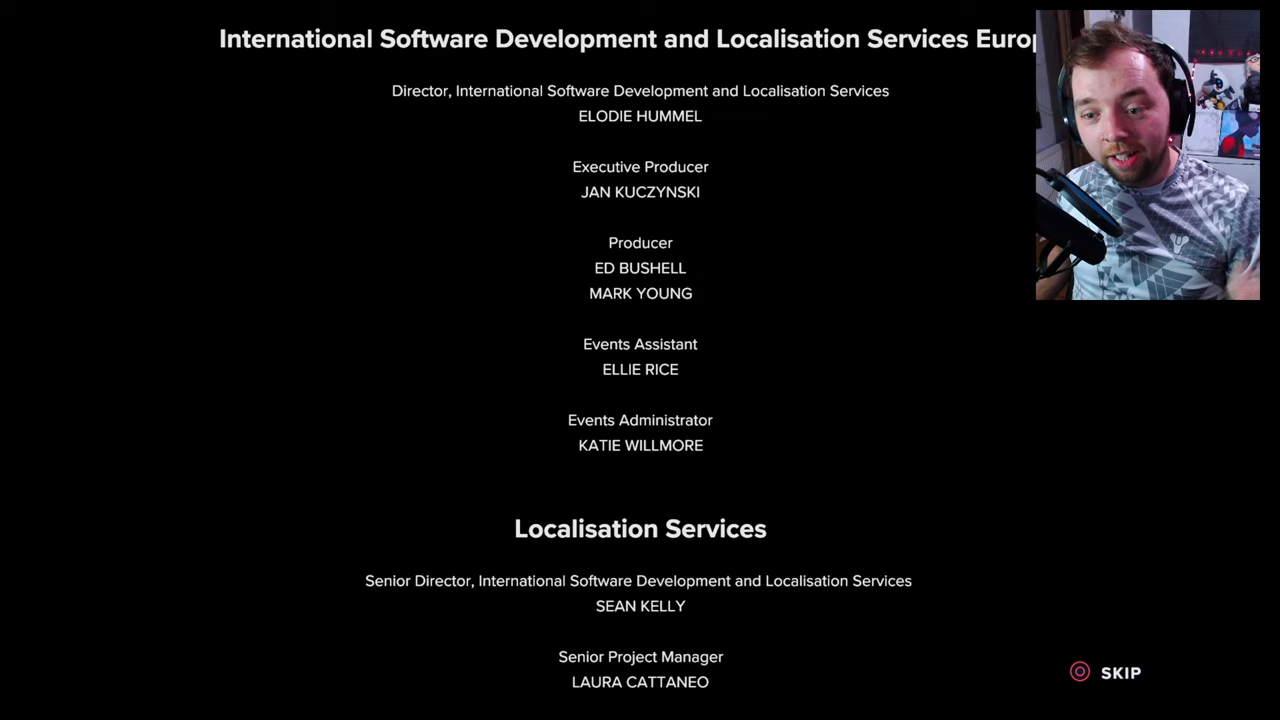 International Software Development and Localisation Services Euro
Director, International Software Development and Localisation Services
ELODIE HUMMEL
Executive Producer
JAN KUCZYNSKI
Producer
ED BUSHELL
MARK YOUNG
Events Assistant
ELLIE RICE
Events Administrator
KATIE WILLMORE
Localisation Services
Senior Director, International Software Development and Localisation Services
SEAN KELLY
Senior Project Manager
LAURA CATTANEO
SKIP